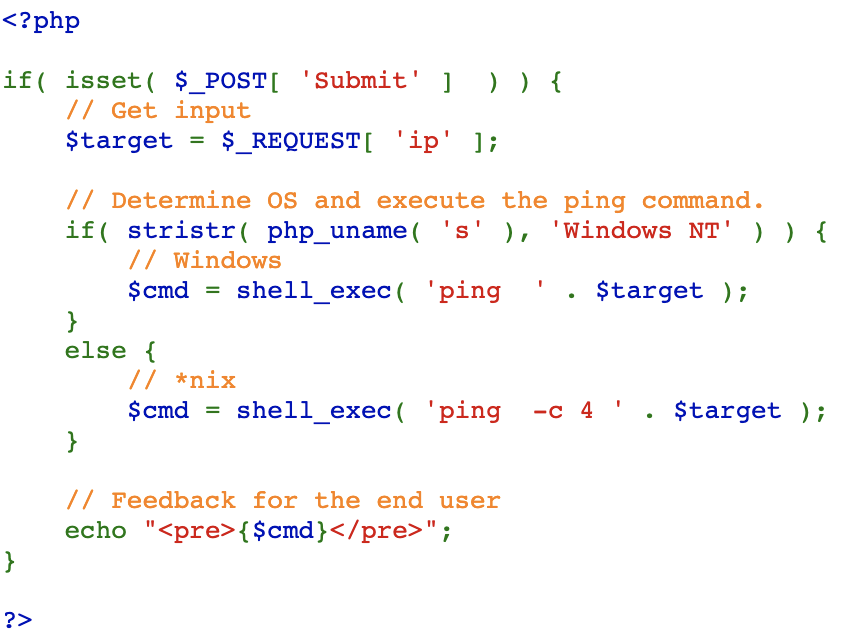 <?php

if( isset( $_POST[ 'Submit' ]  ) ) {
    // Get input
    $target = $_REQUEST[ 'ip' ];

    // Determine OS and execute the ping command.
    if( stristr( php_uname( 's' ), 'Windows NT' ) ) {
        // Windows
        $cmd = shell_exec( 'ping  ' . $target );
    }
    else {
        // *nix
        $cmd = shell_exec( 'ping  -c 4 ' . $target );
    }

    // Feedback for the end user
    echo "<pre>{$cmd}</pre>";
}

?>